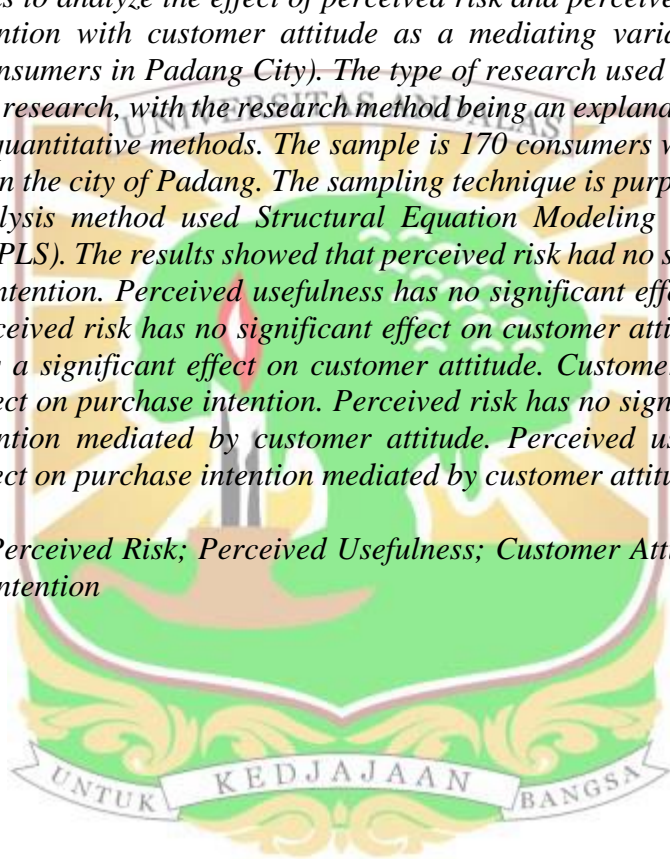 s to analyze the effect of perceived risk and perceive
ntion with customer attitude as a mediating vari
nsumers in Padang City). The type of research used
research, with the research method being an explana
quantitative methods. The sample is 170 consumers w
n the city of Padang. The sampling technique is purp
lysis method used Structural Equation Modeling
PLS). The results showed that perceived risk had no s
ntention. Perceived usefulness has no significant effe
ceived risk has no significant effect on customer atti
s a significant effect on customer attitude. Customer
ect on purchase intention. Perceived risk has no sign
ntion mediated by customer attitude. Perceived us
ect on purchase intention mediated by customer attitu
Perceived Risk; Perceived Usefulness; Customer Att
ntention
UNIVERSITAS ANDALAS
UNTUK KEDJAJAAN BANGSA